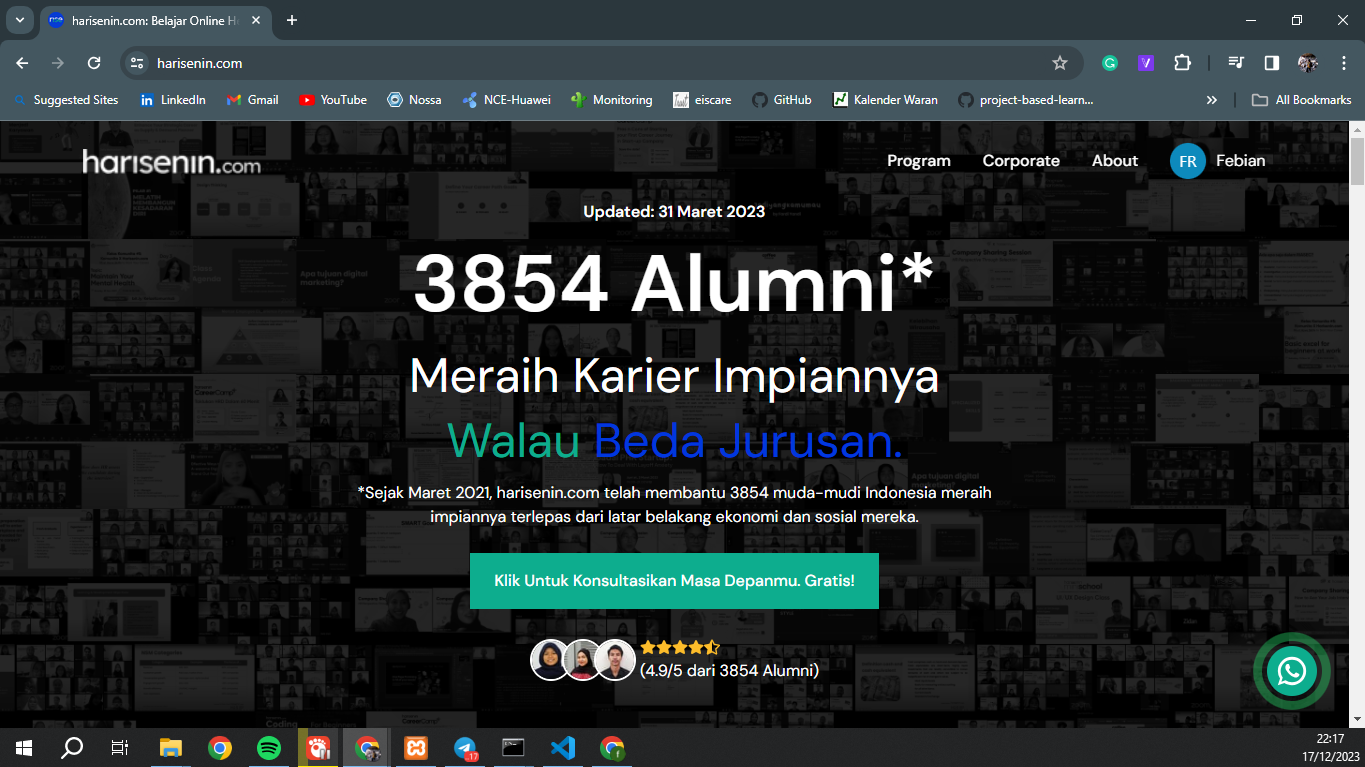 harisenin.com: Belajar Online H
harisenin.com
Suggested Sites
LinkedIn
Gmail
YouTube
Nossa
NCE-Huawei
Monitoring
eiscare
GitHub
Kalender Waran
project-based-learn...
All Bookmarks
harisenin.com
Program
Corporate
About
FR
Febian
Updated: 31 Maret 2023
3854 Alumni*
Meraih Karier Impiannya
Walau Beda Jurusan.
*Sejak Maret 2021, harisenin.com telah membantu 3854 muda-mudi Indonesia meraih
impiannya terlepas dari latar belakang ekonomi dan sosial mereka.
Klik Untuk Konsultasikan Masa Depanmu. Gratis!
(4.9/5 dari 3854 Alumni)
17
22:17
17/12/2023